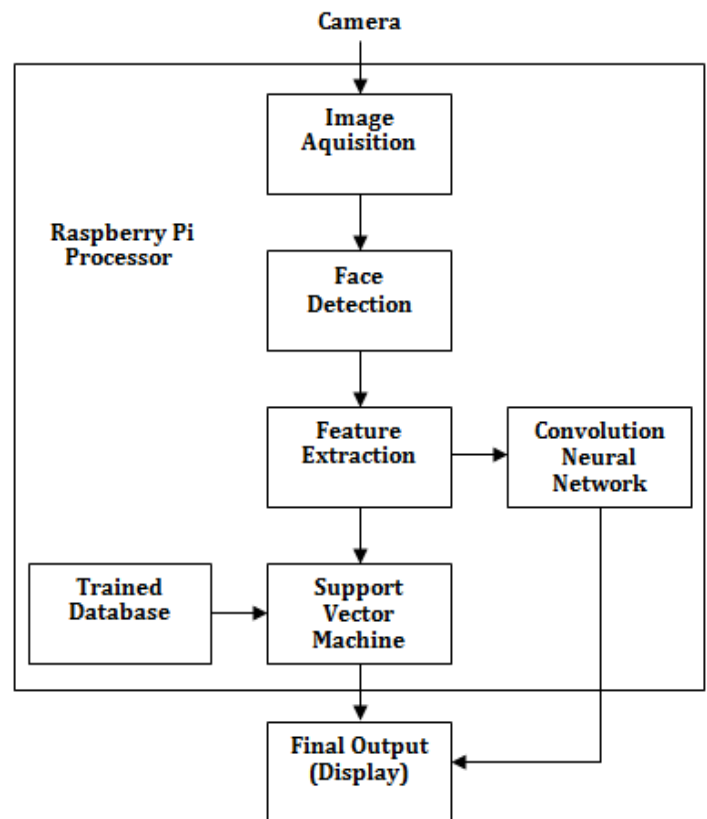 Camera
Image
Aquisition
Raspberry Pi
Processor
Face
Detection
Feature
Extraction
Convolution
Neural
Network
Trained
Database
Support
Vector
Machine
Final Output
(Display)